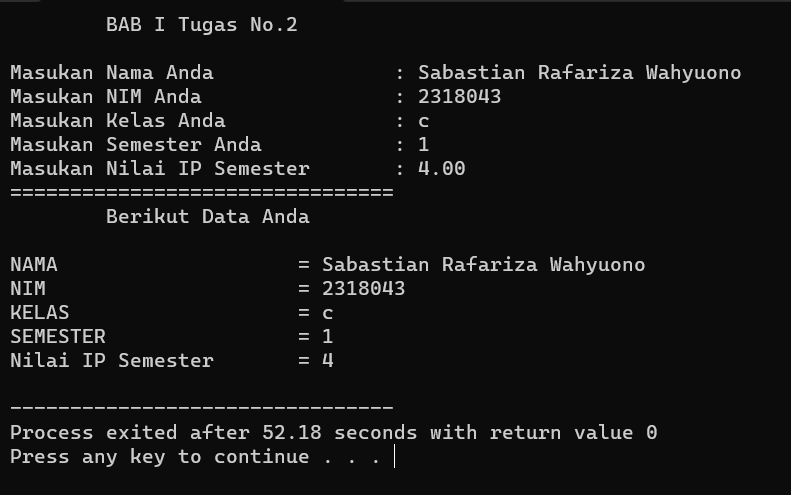 BAB I Tugas No.2
Masukan Nama Anda : Sabastian Rafariza Wahyuono
Masukan NIM Anda : 2318043
Masukan Kelas Anda : c
Masukan Semester Anda : 1
Masukan Nilai IP Semester : 4.00
================================
Berikut Data Anda
NAMA = Sabastian Rafariza Wahyuono
NIM = 2318043
KELAS = c
SEMESTER = 1
Nilai IP Semester = 4
--------------------------------
Process exited after 52.18 seconds with return value 0
Press any key to continue . . .